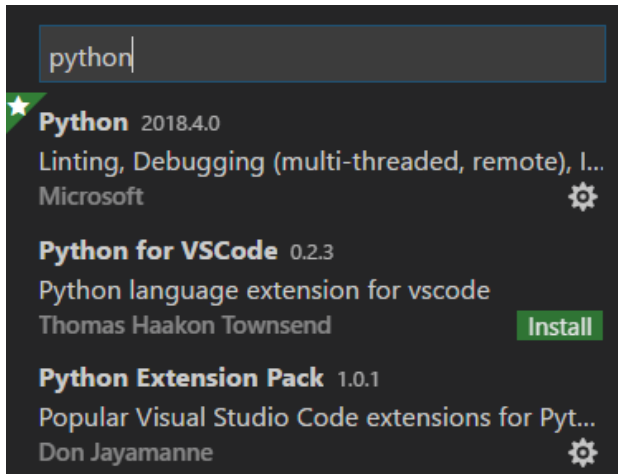 python
Python 2018.4.0
Linting, Debugging (multi-threaded, remote), I...
Microsoft
Python for VSCode 0.2.3
Python language extension for vscode
Thomas Haakon Townsend Install
Python Extension Pack 1.0.1
Popular Visual Studio Code extensions for Pyt...
Don Jayamanne